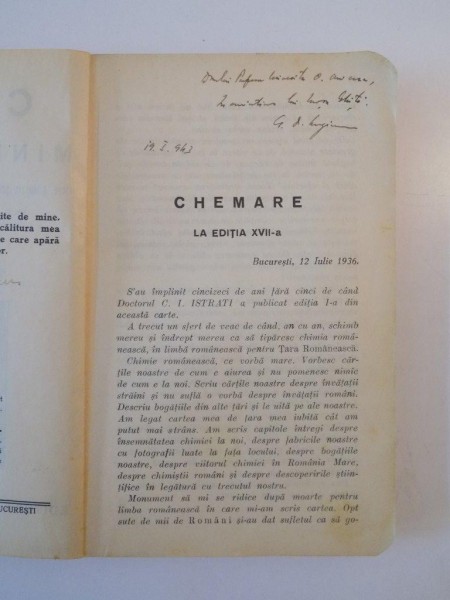 ite de mine.
călitura mea
e care apără
or.
UCUREȘTI
19. I. 943
CHEMARE
LA EDIȚIA XVII-a
București, 12 Iulie 1936.
S'au împlinit cincizeci de ani fără cinci de când
Doctorul C. I. ISTRATI a publicat ediția I-a din
această carte.
A trecut un sfert de veac de când, an cu an, schimb
mereu și îndrept mereu ca să tipăresc chimia româ-
nească, în limbă românească pentru Țara Românească.
Chimie românească, ce vorbă mare. Vorbesc căr-
țile noastre de cum e aiurea și nu pomenesc nimic
de cum e la noi. Scriu cărțile noastre despre învățații
străini și nu suflă o vorbă despre învățații români.
Descriu bogățiile din alte țări și le uită pe ale noastre.
Am legat cartea mea de țara mea iubită cât am
putut mai strâns. Am scris capitole întregi despre
însemnătatea chimiei la noi, despre fabricile noastre
cu fotografii luate la fața locului, despre bogățiile
noastre, despre viitorul chimiei în România Mare,
despre chimiștii români și despre descoperirile știin-
țifice în legătură cu trecutul nostru.
Monument să mi se ridice după moarte pentru
limba românească în care mi-am scris cartea. Opt
sute de mii de Români și-au dat sufletul ca să go-